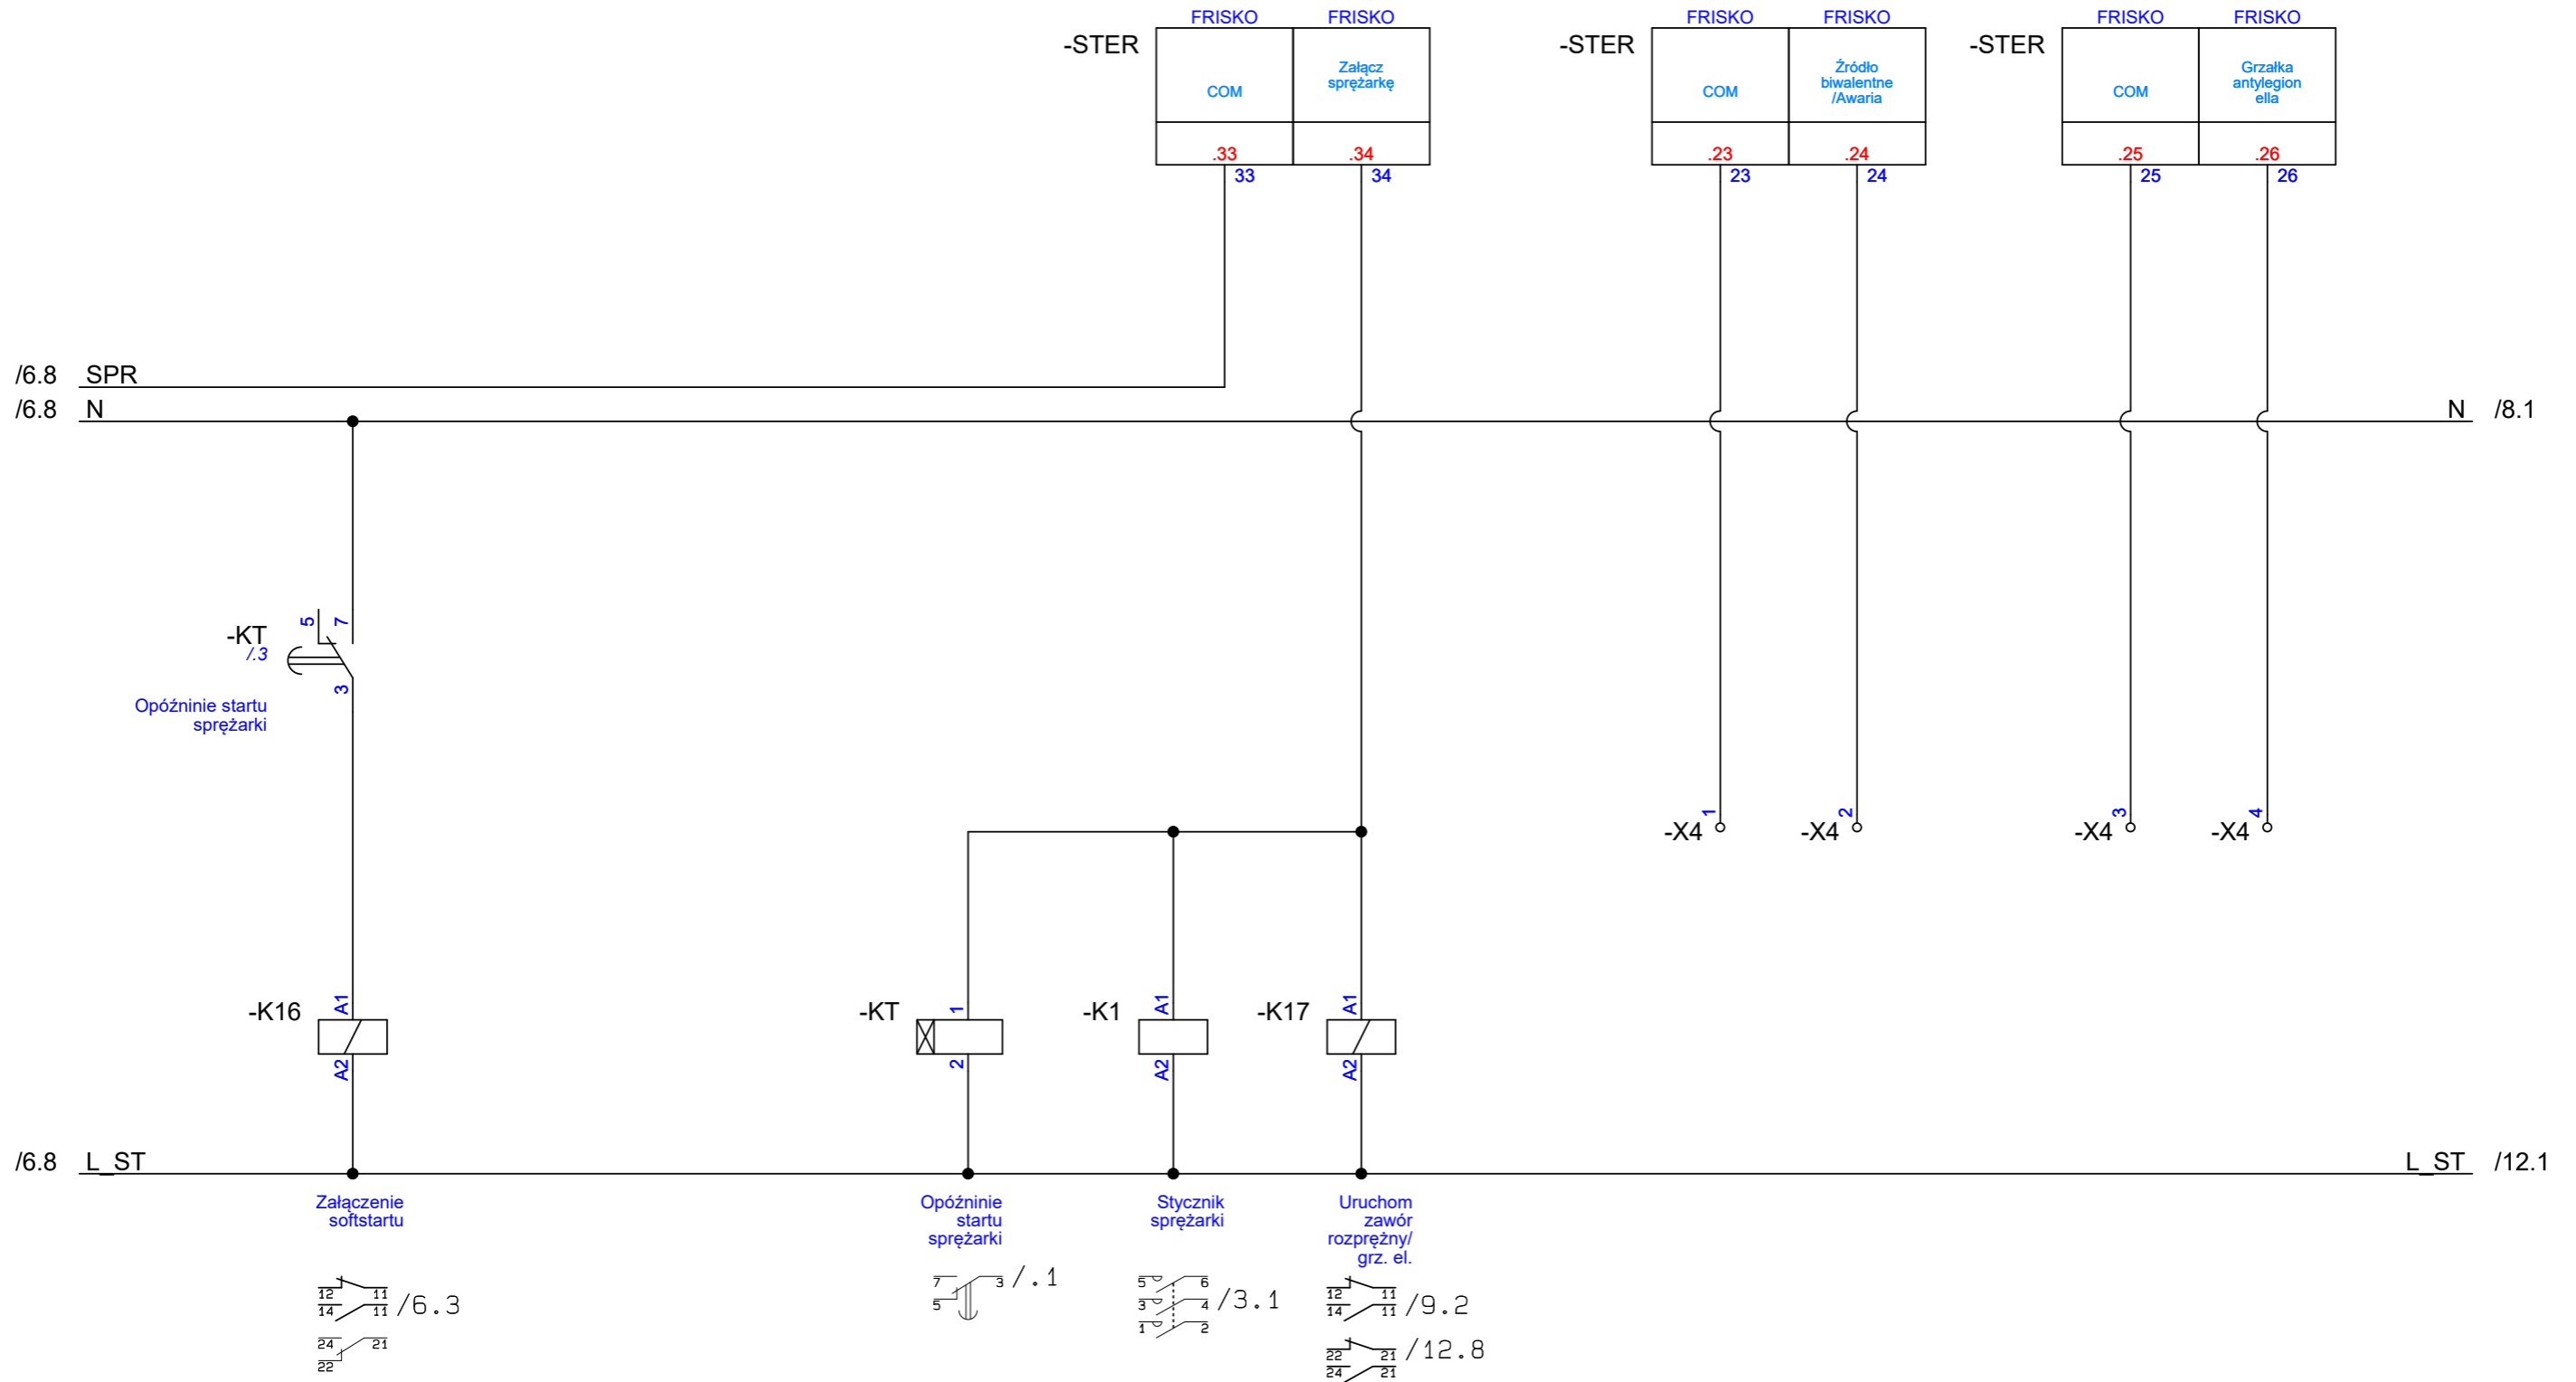 FRISKO FRISKO FRISKO FRISKO FRISKO FRISKO
-STER -STER -STER
COM
Załącz
sprężarkę
COM
Źródło
biwalentne
/Awaria
COM
Grzałka
antylegion
ella
.33 .34 .23 .24 .25 .26
33 34 23 24 25 26
/6.8 SPR
/6.8 N N /8.1
5 7
-KT
/.3
3
Opóźninie startu
sprężarki
1 2 3 4
-X4 -X4 -X4 -X4
A1 1 A1 A1
-K16 -KT -K1 -K17
A2 2 A2 A2
/6.8 L_ST L_ST /12.1
Załączenie
softstartu
Opóźninie
startu
sprężarki
Stycznik
sprężarki
Uruchom
zawór
rozprężny/
grz. el.
12 11
14 11 /6.3
24 21
22
7 3 /.1
5
5 6
3 4 /3.1
1 2
12 11
14 11 /9.2
22 21 /12.8
24 21